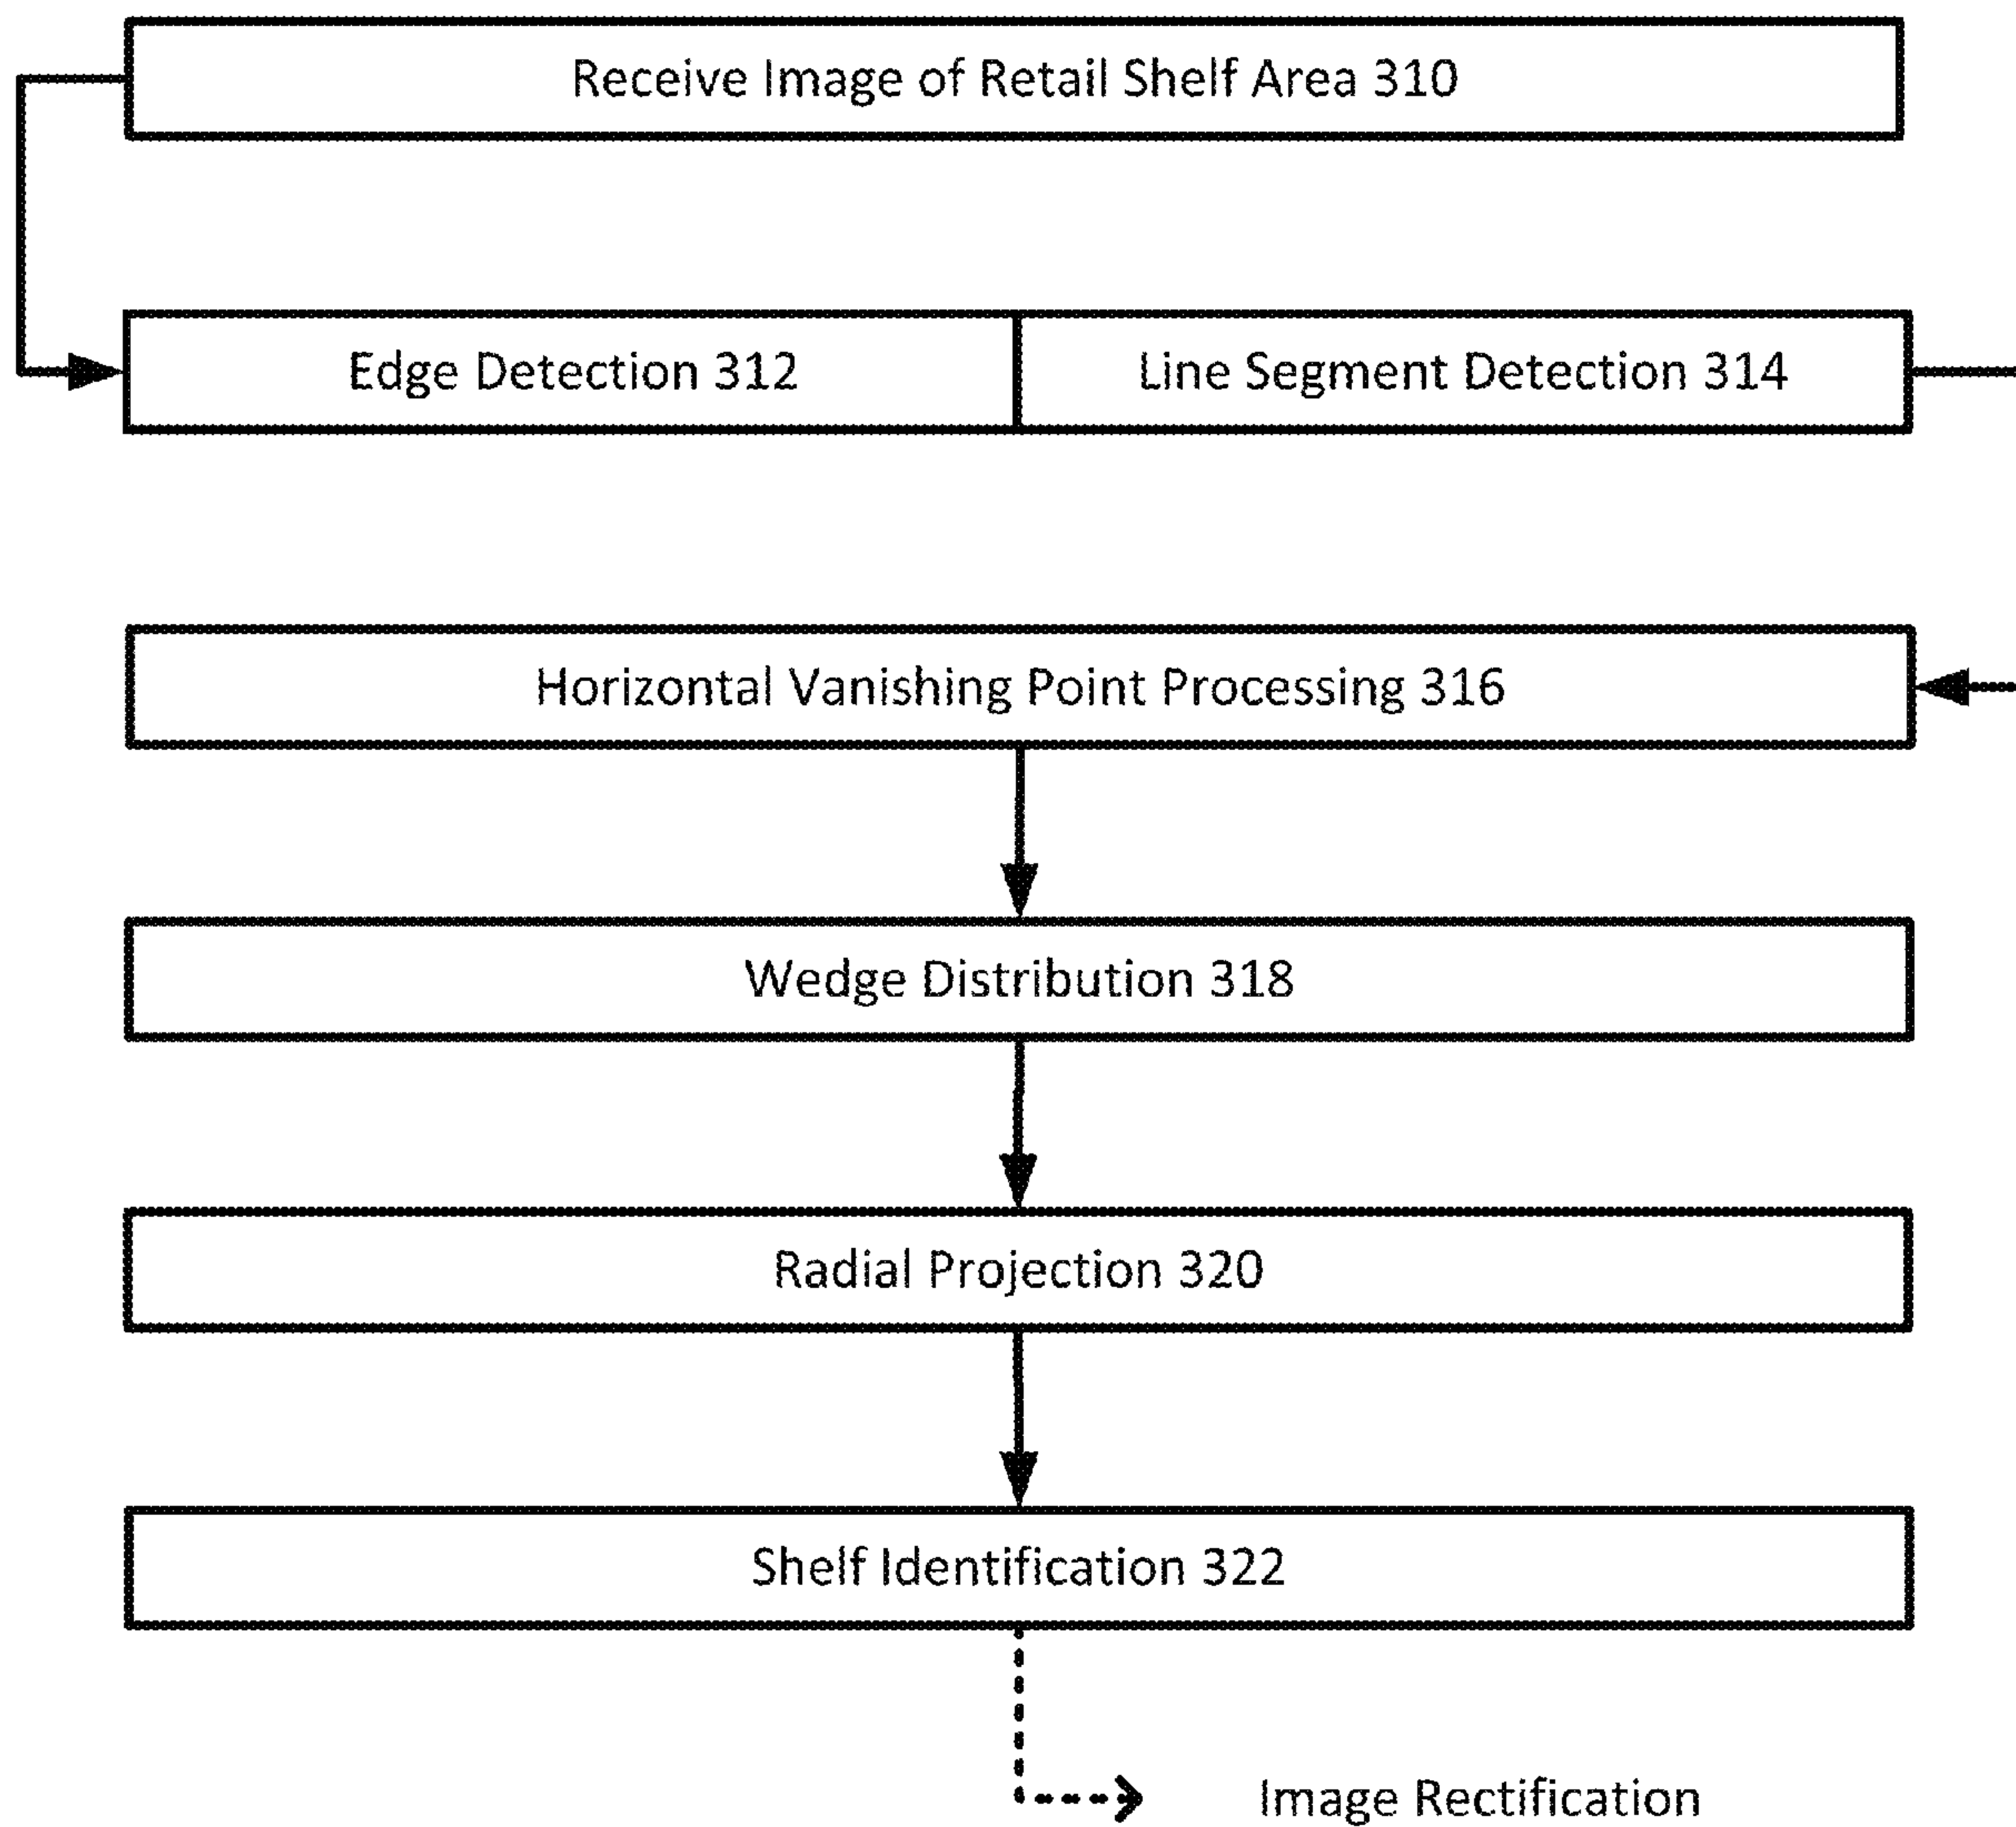 Receive Image of Retail Shelf Area 310
Edge Detection 312
Line Segment Detection 314
Horizontal Vanishing Point Processing 316
Wedge Distribution 318
Radial Projection 320
Shelf Identification 322
Image Rectification